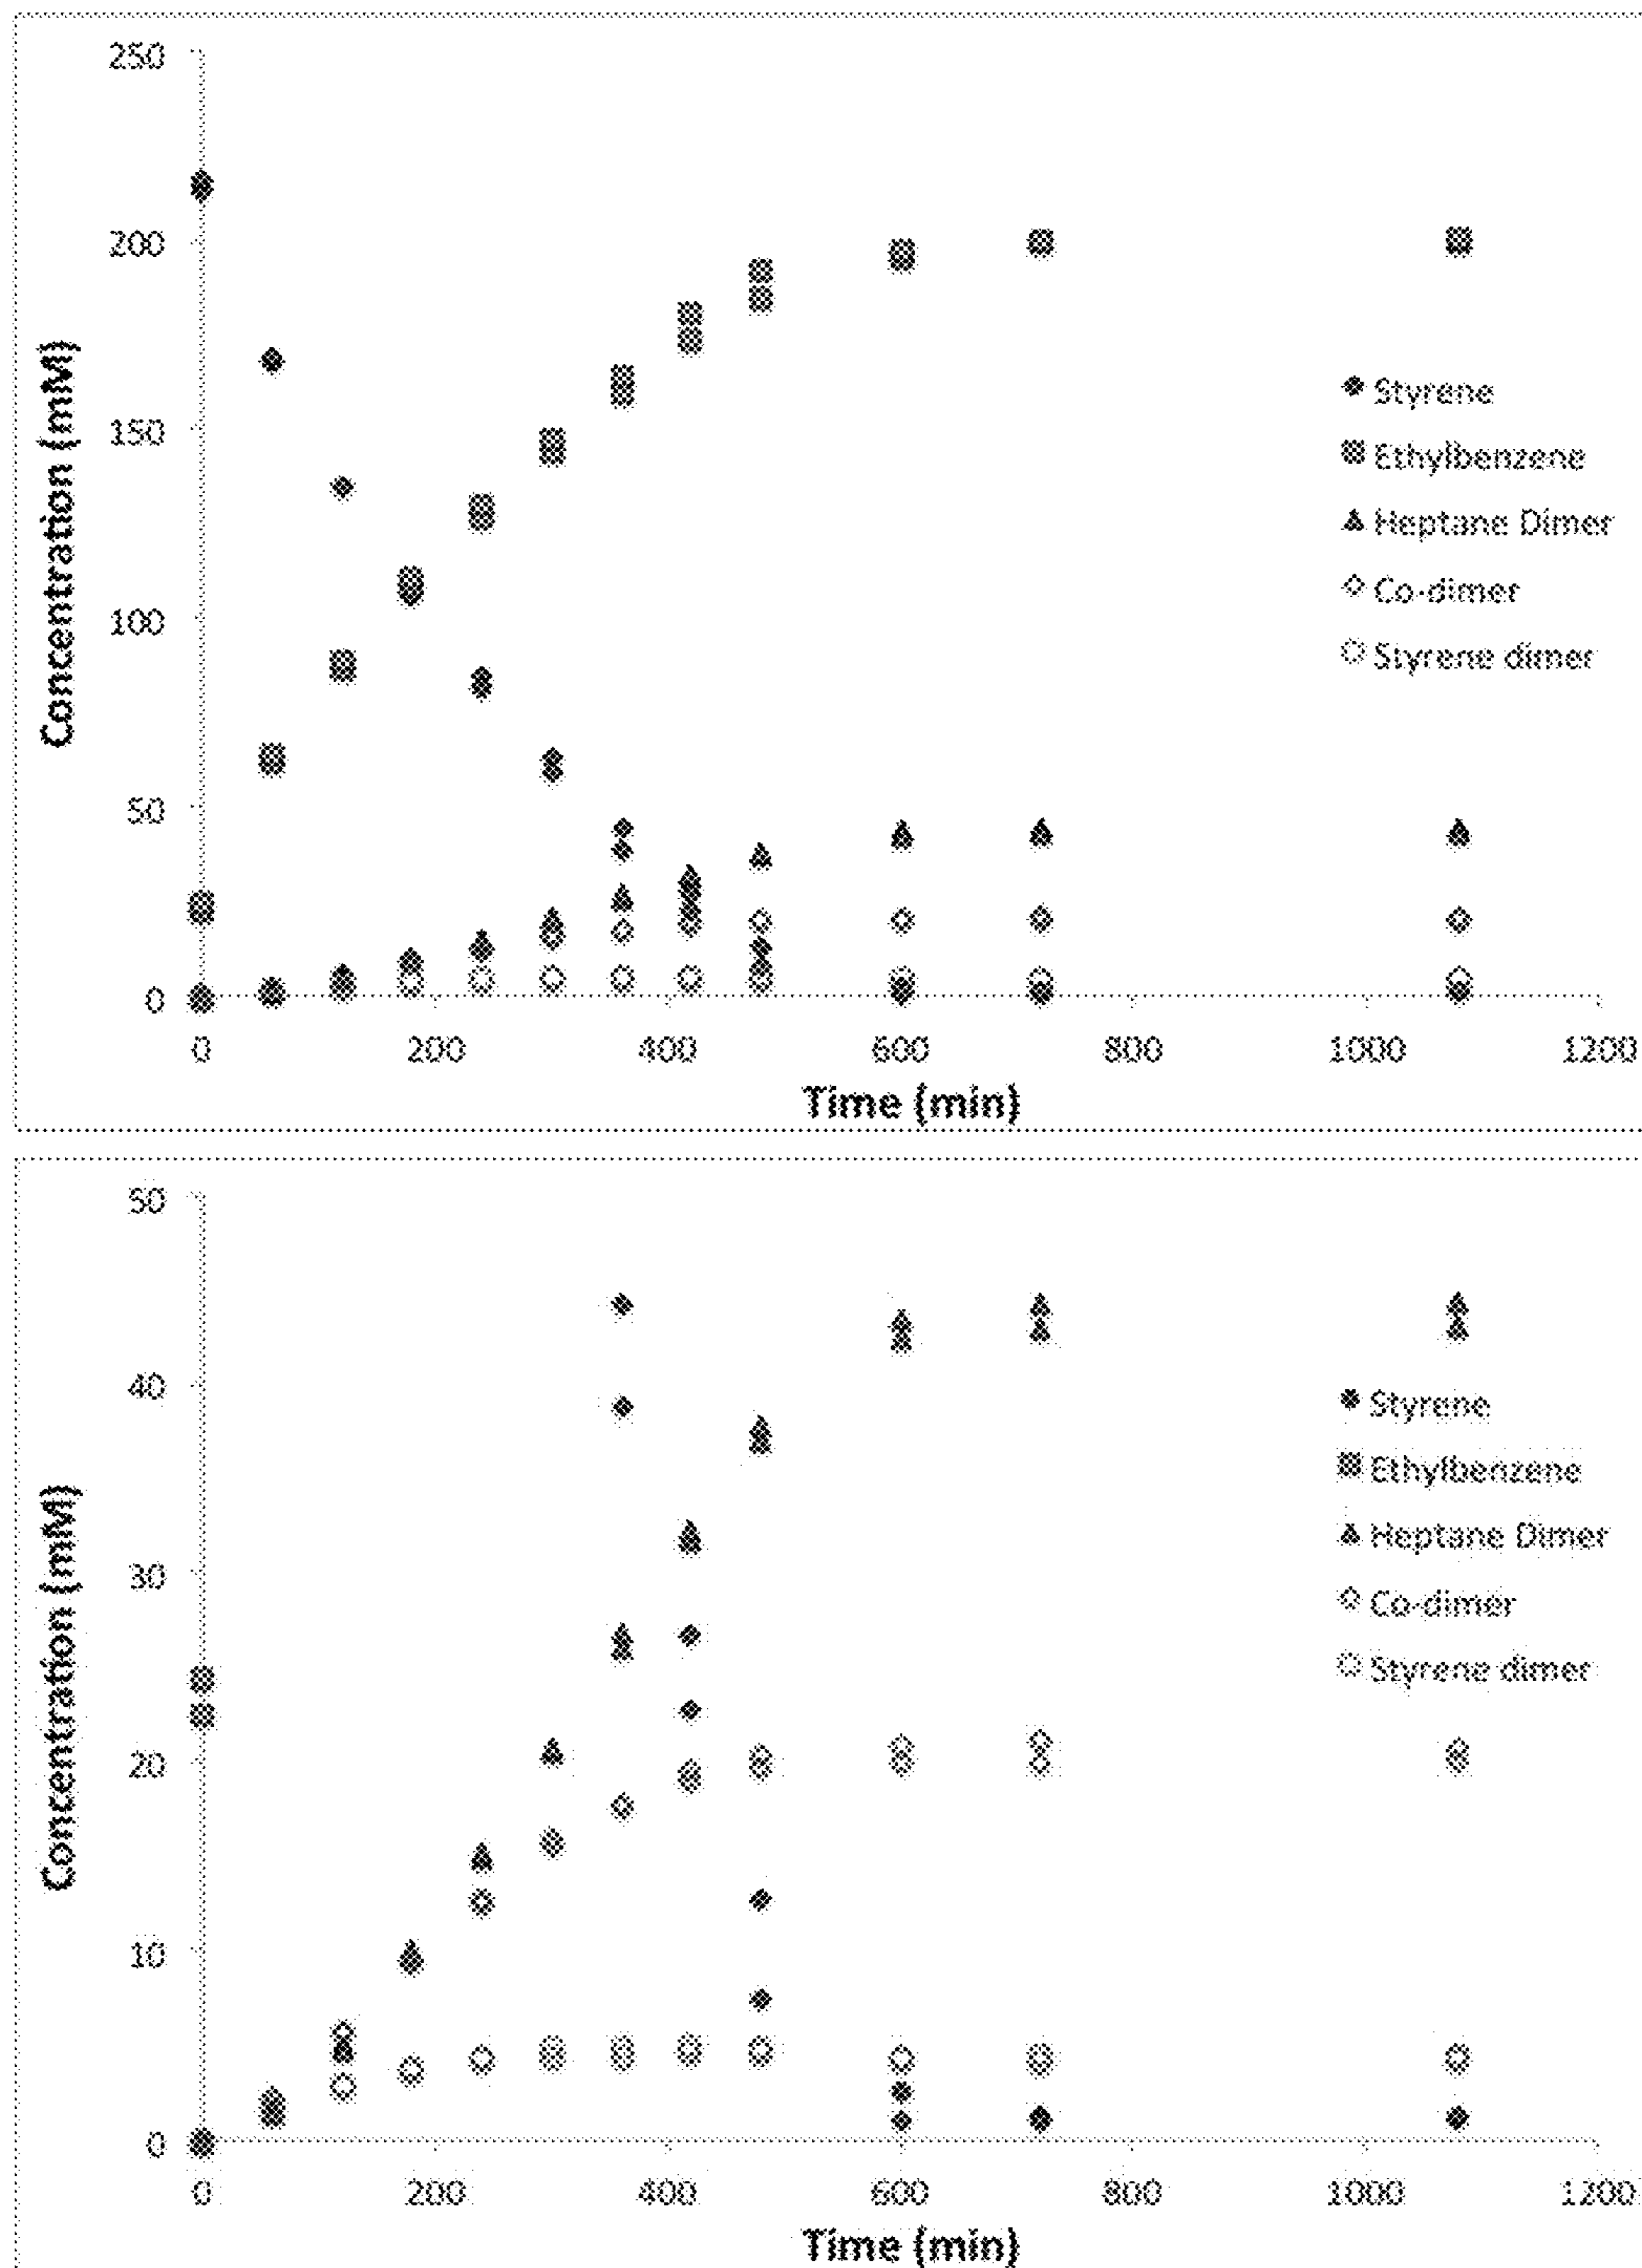 250
200
150
100
50
0
Concentration (mM)
Styrene
Ethylbenzene
Heptane Dimer
Co-dimer
Styrene dimer
0 200 400 600 800 1000 1200
Time (min)
50
40
30
20
10
0
Concentration (mM)
Styrene
Ethylbenzene
Heptane Dimer
Co-dimer
Styrene dimer
0 200 400 600 800 1000 1200
Time (min)